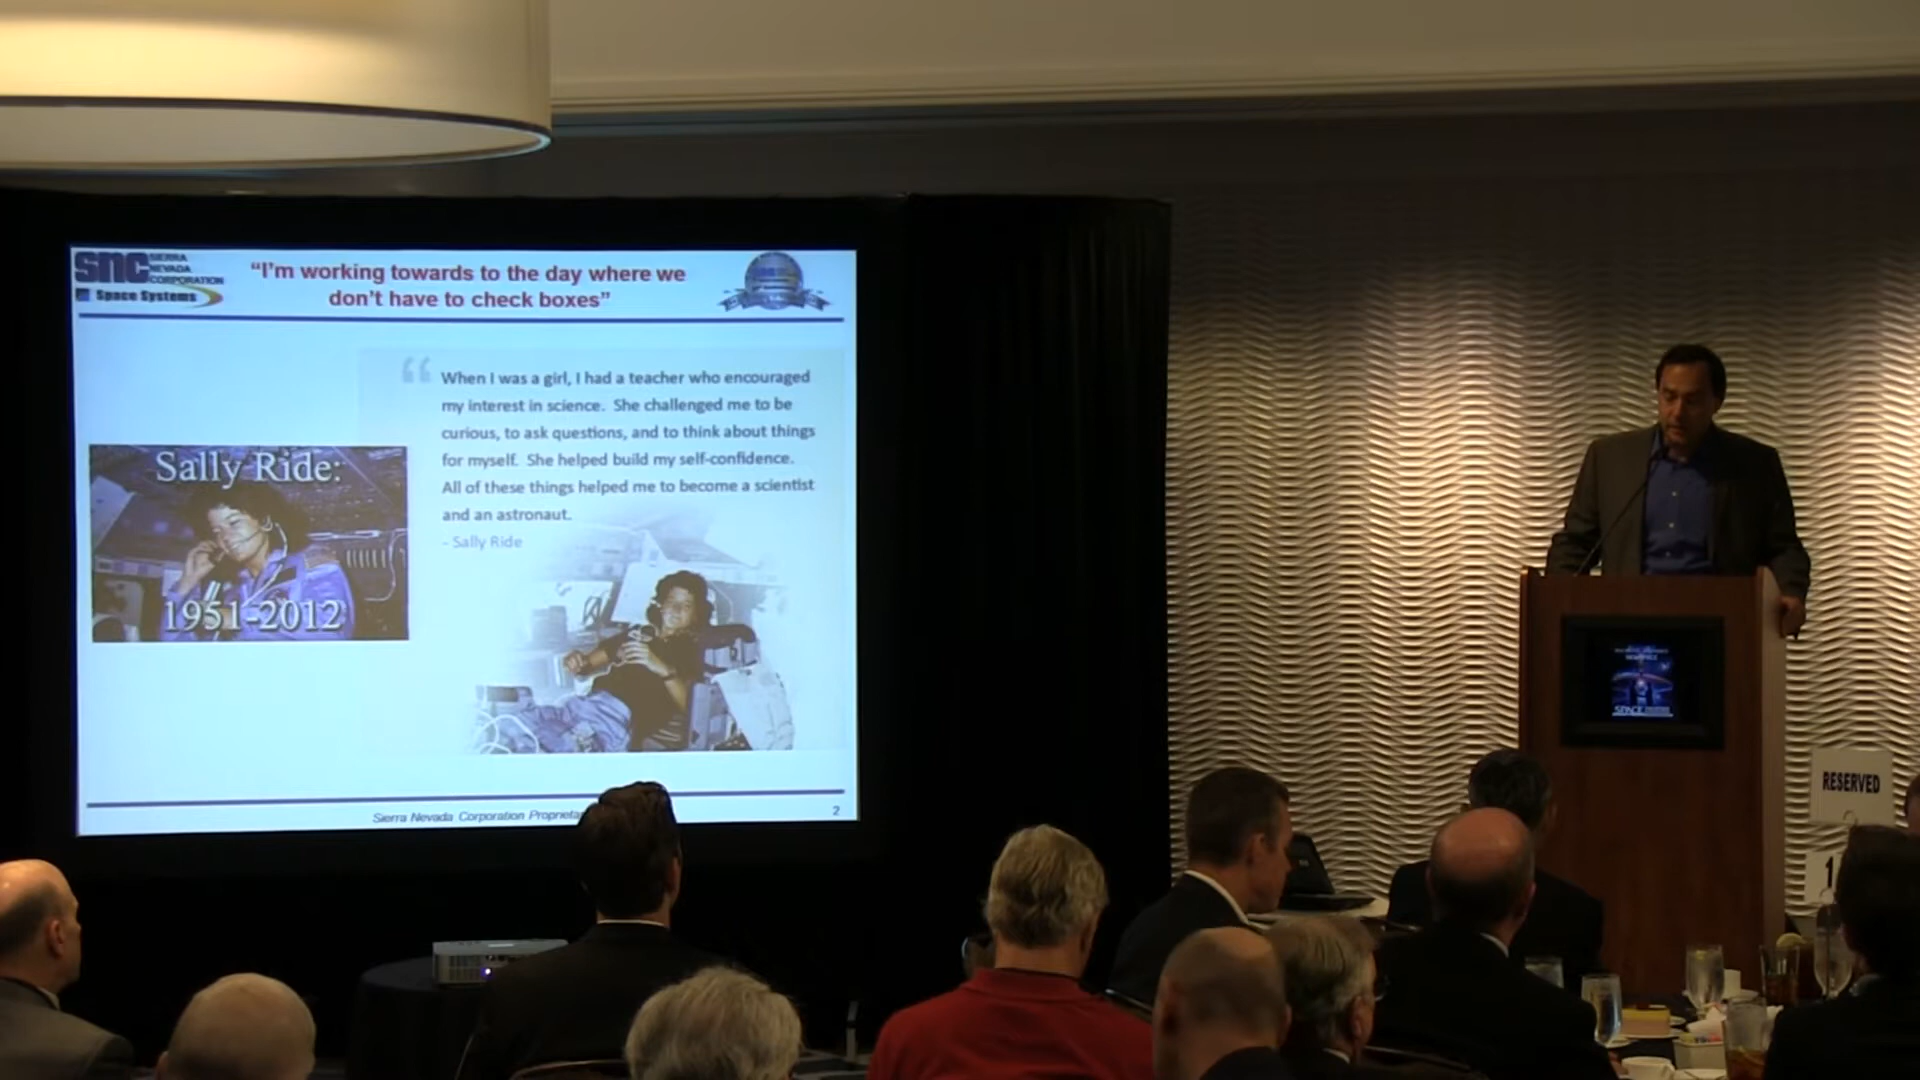 snc SIERRA
NEVADA
CORPORATION
Space Systems
“I’m working towards to the day where we
don’t have to check boxes”
“
When I was a girl, I had a teacher who encouraged
my interest in science. She challenged me to be
curious, to ask questions, and to think about things
for myself. She helped build my self-confidence.
All of these things helped me to become a scientist
and an astronaut.
- Sally Ride
Sally Ride:
1951-2012
Sierra Nevada Corporation
2
SPACE
RESERVED
1